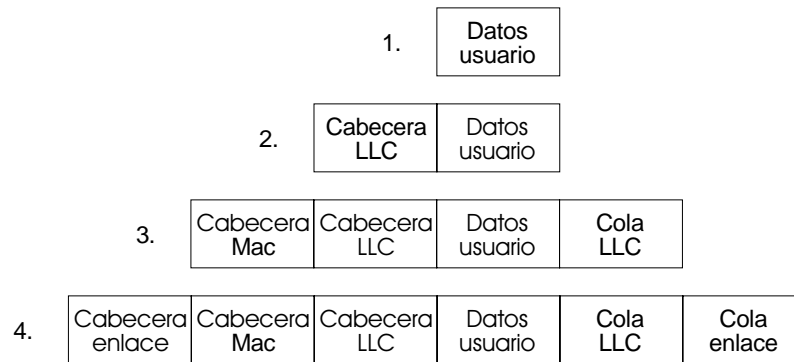 1. Datos
usuario
2. Cabecera Datos
LLC usuario
3. Cabecera Cabecera Datos Cola
Mac LLC usuario LLC
4. Cabecera Cabecera Cabecera Datos Cola Cola
enlace Mac LLC usuario LLC enlace